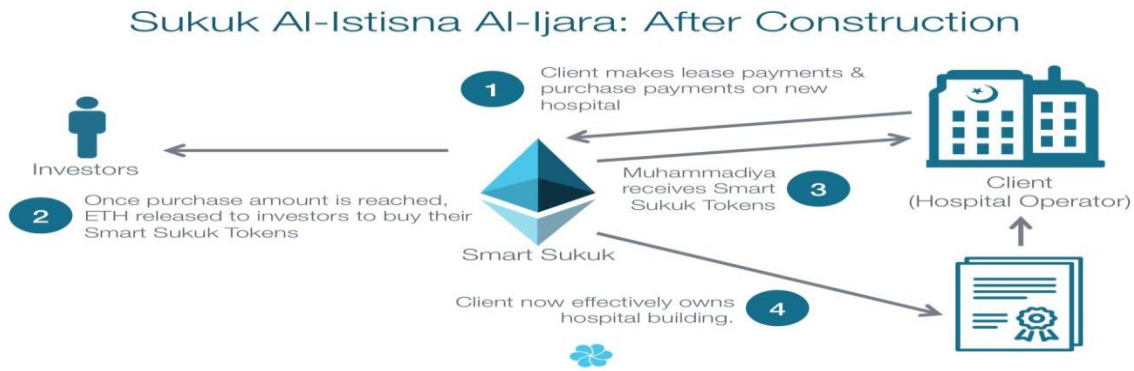 Sukuk Al-Istisna Al-Ijara: After Construction
1
Client makes lease payments &
purchase payments on new
hospital
Investors
2
Once purchase amount is reached,
ETH released to investors to buy their
Smart Sukuk Tokens
Smart Sukuk
Muhammadiya
receives Smart
Sukuk Tokens
3
Client
(Hospital Operator)
Client now effectively owns
hospital building.
4